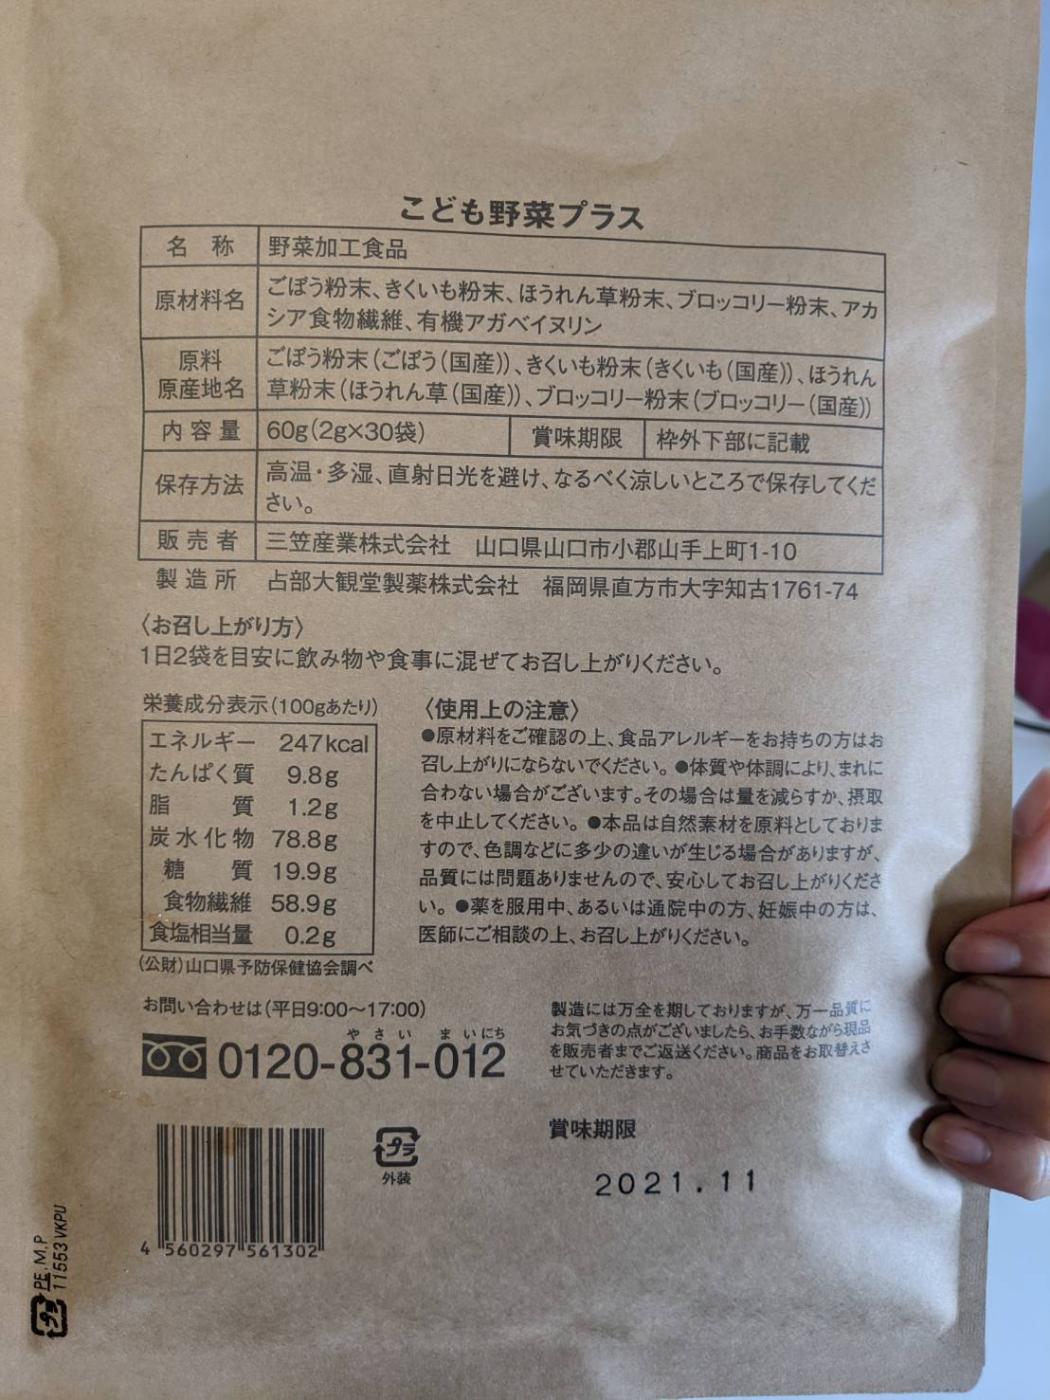 こども野菜プラス
名称 野菜加工食品
原材料名 ごぼう粉末、きくいも粉末、ほうれん草粉末、ブロッコリー粉末、アカ
シア食物繊維、有機アガベイヌリン
原料
原産地名
ごぼう粉末(ごぼう(国産))、きくいも粉末(きくいも(国産))、ほうれん
草粉末(ほうれん草(国産))、ブロッコリー粉末(ブロッコリー(国産))
内容量 60g(2g×30袋) 賞味期限 枠外下部に記載
保存方法 高温・多湿、直射日光を避け、なるべく涼しいところで保存してくだ
さい。
販売者 三笠産業株式会社 山口県山口市小郡山手上町1-10
製造所 占部大観堂製薬株式会社 福岡県直方市大字知古1761-74
〈お召し上がり方〉
1日2袋を目安に飲み物や食事に混ぜてお召し上がりください。
栄養成分表示(100gあたり)
エネルギー 247kcal
たんぱく質 9.8g
脂質 1.2g
炭水化物 78.8g
糖質 19.9g
食物繊維 58.9g
食塩相当量 0.2g
(公財)山口県予防保健協会調べ
〈使用上の注意〉
●原材料をご確認の上、食品アレルギーをお持ちの方はお
召し上がりにならないでください。●体質や体調により、まれに
合わない場合がございます。その場合は量を減らすか、摂取
を中止してください。●本品は自然素材を原料としておりま
すので、色調などに多少の違いが生じる場合がありますが、
品質には問題ありませんので、安心してお召し上がりくださ
い。●薬を服用中、あるいは通院中の方、妊娠中の方は、
医師にご相談の上、お召し上がりください。
お問い合わせは(平日9:00〜17:00)
やさい まいにち
0120-831-012
製造には万全を期しておりますが、万一品質に
お気づきの点がございましたら、お手数ながら現品
を販売者までご返送ください。商品をお取替えさ
せていただきます。
4 560297 561302
プラ
外装
賞味期限
2021.11
プラ PE,M,P
11553 VKPU